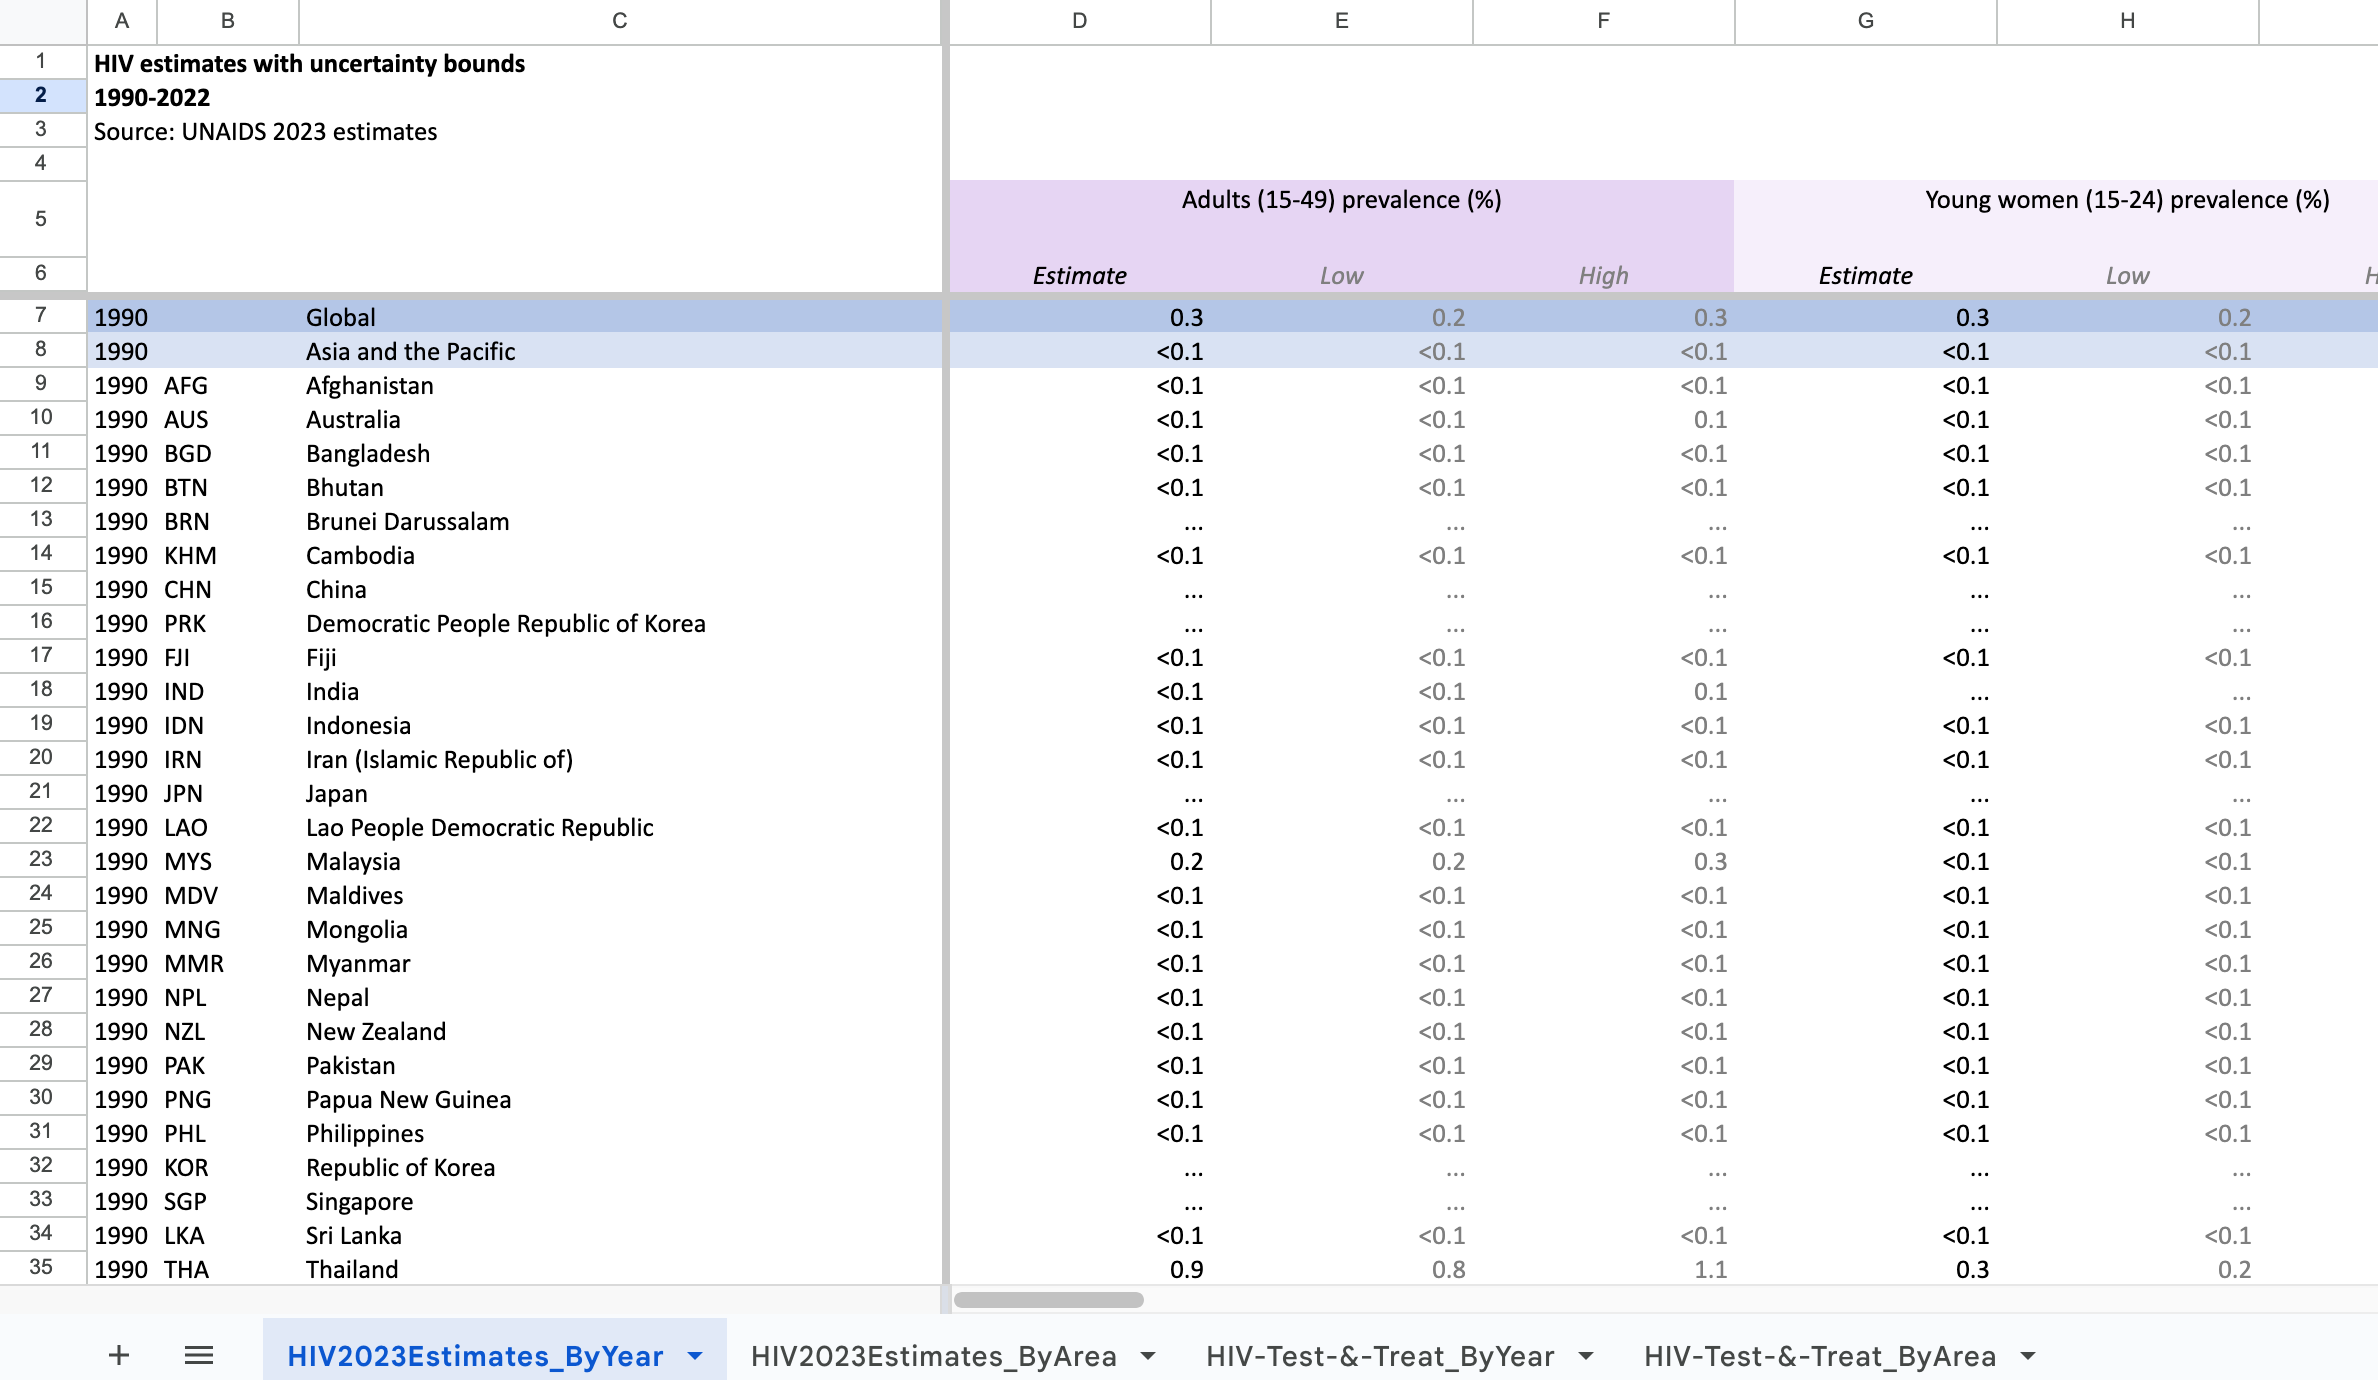 A B C D E F G H
1 HIV estimates with uncertainty bounds
2 1990-2022
3 Source: UNAIDS 2023 estimates
4
5 Adults (15-49) prevalence (%) Young women (15-24) prevalence (%)
6 Estimate Low High Estimate Low
7 1990 Global 0.3 0.2 0.3 0.3 0.2
8 1990 Asia and the Pacific <0.1 <0.1 <0.1 <0.1 <0.1
9 1990 AFG Afghanistan <0.1 <0.1 <0.1 <0.1 <0.1
10 1990 AUS Australia <0.1 <0.1 0.1 <0.1 <0.1
11 1990 BGD Bangladesh <0.1 <0.1 <0.1 <0.1 <0.1
12 1990 BTN Bhutan <0.1 <0.1 <0.1 <0.1 <0.1
13 1990 BRN Brunei Darussalam ... ... ... ... ...
14 1990 KHM Cambodia <0.1 <0.1 <0.1 <0.1 <0.1
15 1990 CHN China ... ... ... ... ...
16 1990 PRK Democratic People Republic of Korea ... ... ... ... ...
17 1990 FJI Fiji <0.1 <0.1 <0.1 <0.1 <0.1
18 1990 IND India <0.1 <0.1 0.1 ... ...
19 1990 IDN Indonesia <0.1 <0.1 <0.1 <0.1 <0.1
20 1990 IRN Iran (Islamic Republic of) <0.1 <0.1 <0.1 <0.1 <0.1
21 1990 JPN Japan ... ... ... ... ...
22 1990 LAO Lao People Democratic Republic <0.1 <0.1 <0.1 <0.1 <0.1
23 1990 MYS Malaysia 0.2 0.2 0.3 <0.1 <0.1
24 1990 MDV Maldives <0.1 <0.1 <0.1 <0.1 <0.1
25 1990 MNG Mongolia <0.1 <0.1 <0.1 <0.1 <0.1
26 1990 MMR Myanmar <0.1 <0.1 <0.1 <0.1 <0.1
27 1990 NPL Nepal <0.1 <0.1 <0.1 <0.1 <0.1
28 1990 NZL New Zealand <0.1 <0.1 <0.1 <0.1 <0.1
29 1990 PAK Pakistan <0.1 <0.1 <0.1 <0.1 <0.1
30 1990 PNG Papua New Guinea <0.1 <0.1 <0.1 <0.1 <0.1
31 1990 PHL Philippines <0.1 <0.1 <0.1 <0.1 <0.1
32 1990 KOR Republic of Korea ... ... ... ... ...
33 1990 SGP Singapore ... ... ... ... ...
34 1990 LKA Sri Lanka <0.1 <0.1 <0.1 <0.1 <0.1
35 1990 THA Thailand 0.9 0.8 1.1 0.3 0.2
HIV2023Estimates_ByYear HIV2023Estimates_ByArea HIV-Test-&-Treat_ByYear HIV-Test-&-Treat_ByArea